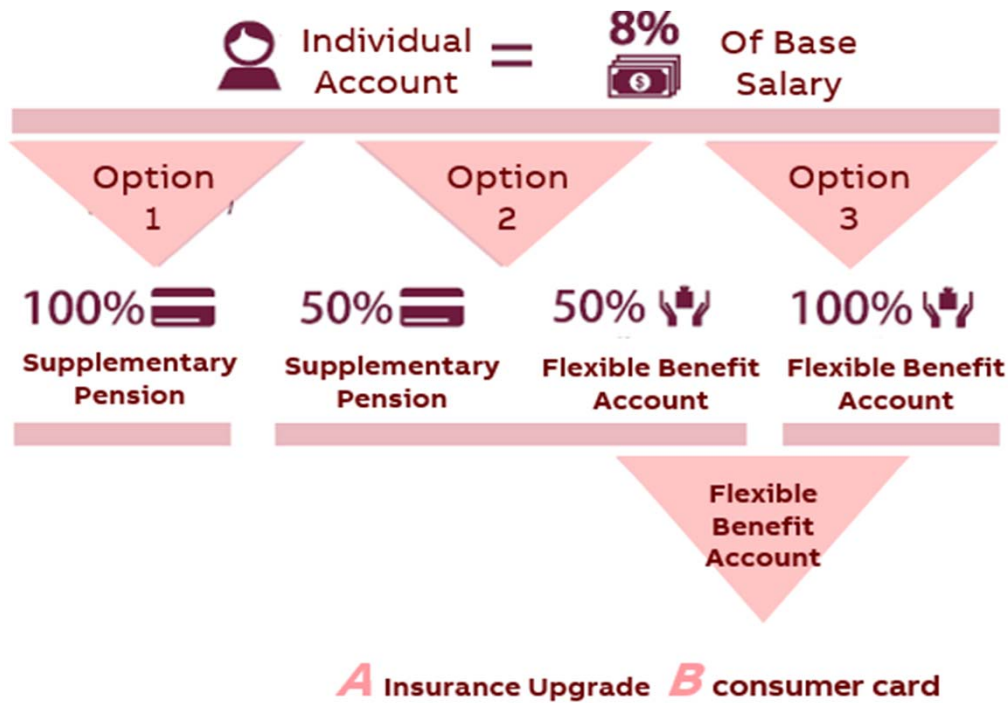 Individual
Account
=
8%
Of Base
Salary
Option
1
Option
2
Option
3
100%
Supplementary
Pension
50%
Supplementary
Pension
50%
Flexible Benefit
Account
100%
Flexible Benefit
Account
Flexible
Benefit
Account
A Insurance Upgrade B consumer card